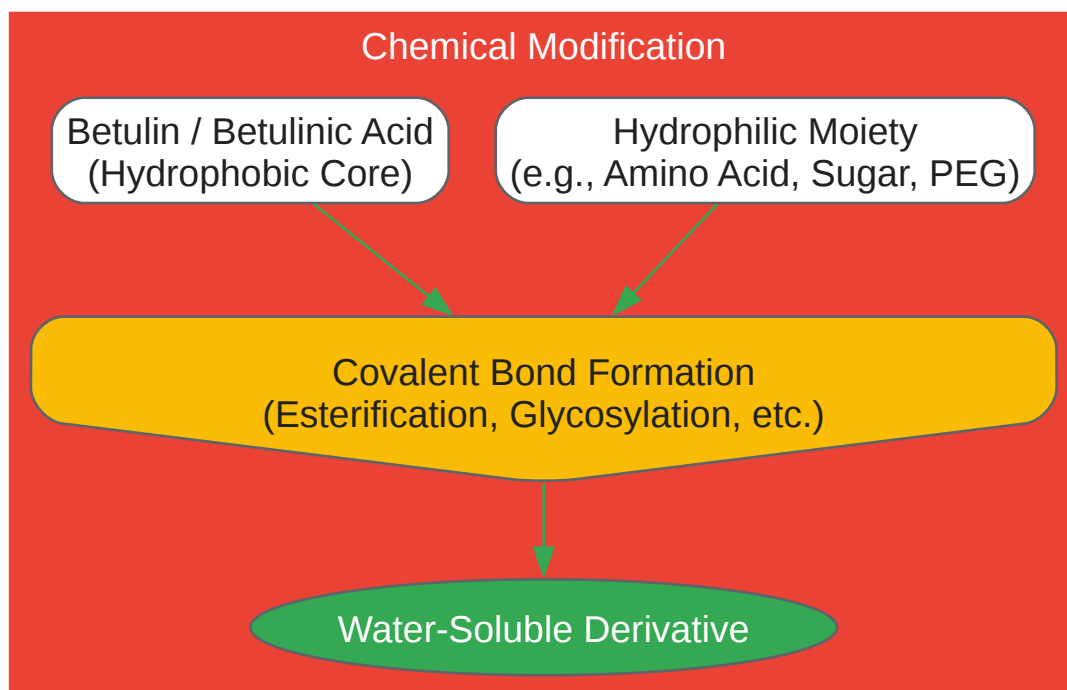 Chemical Modification
Betulin / Betulinic Acid
(Hydrophobic Core)
Hydrophilic Moiety
(e.g., Amino Acid, Sugar, PEG)
Covalent Bond Formation
(Esterification, Glycosylation, etc.)
Water-Soluble Derivative